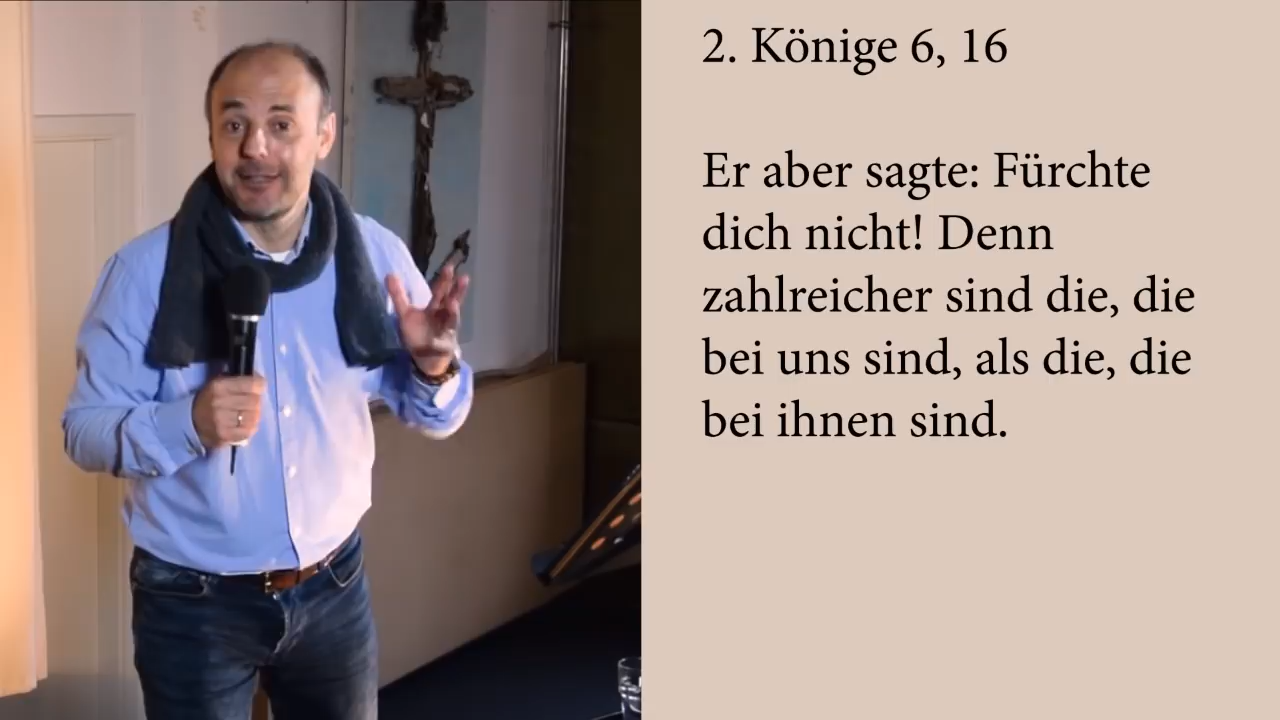 2. Könige 6, 16
Er aber sagte: Fürchte
dich nicht! Denn
zahlreicher sind die, die
bei uns sind, als die, die
bei ihnen sind.